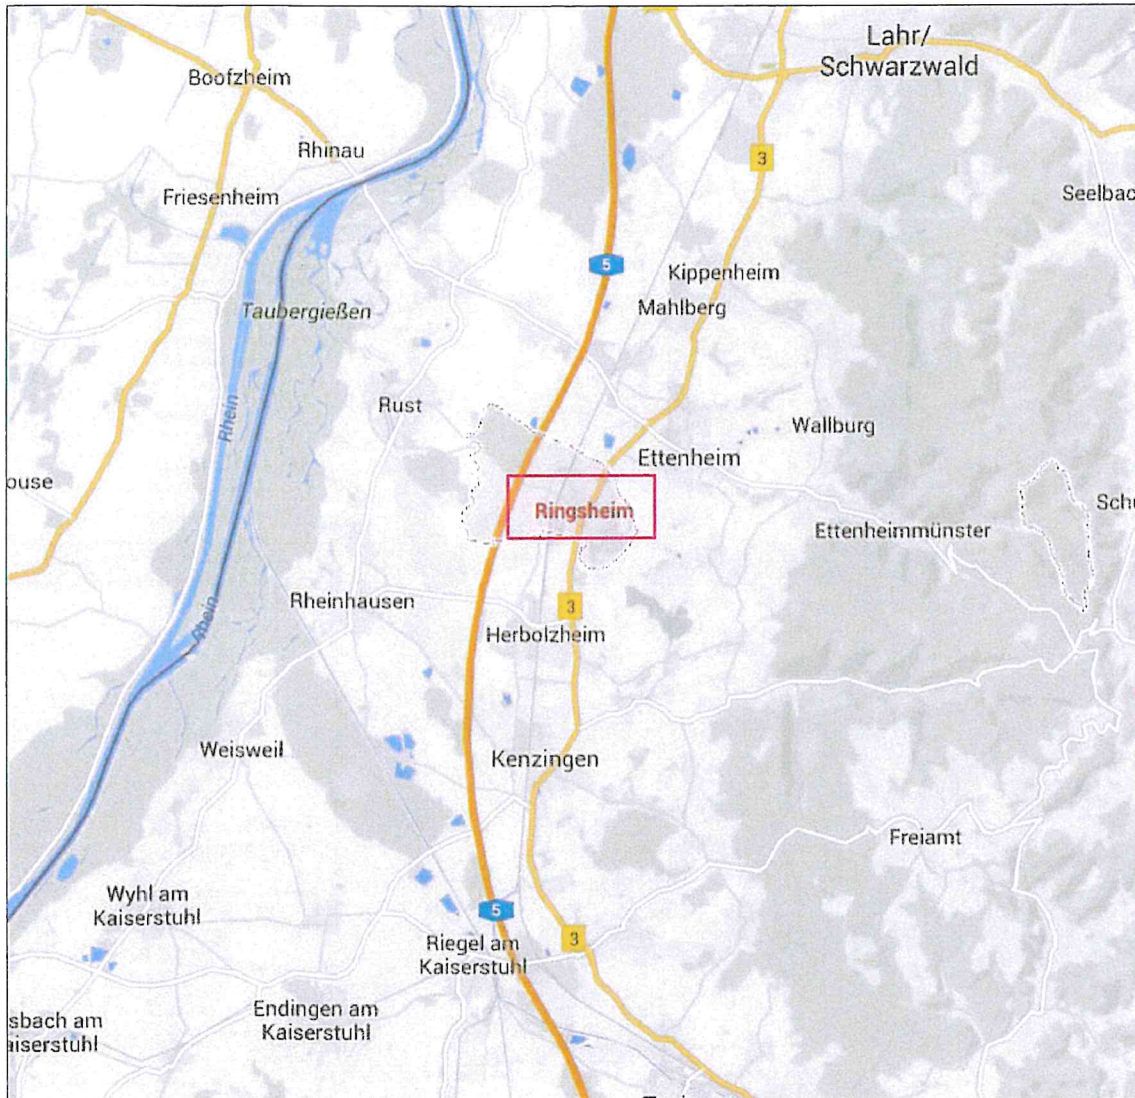 Lahr/
Schwarzwald
Boofzheim
Rhinau
3
Friesenheim
Seelbac
5
Kippenheim
Mahlberg
Taubergießen
Rhein
Rust
Wallburg
Ettenheim
ouse
Ringsheim
Schu
Ettenheimmünster
Rheinhausen
Rhein
3
Herbolzheim
Weisweil
Kenzingen
Freiamt
Wyhl am
Kaiserstuhl
5
3
Riegel am
Kaiserstuhl
Endingen am
Kaiserstuhl
sbach am
aiserstuhl